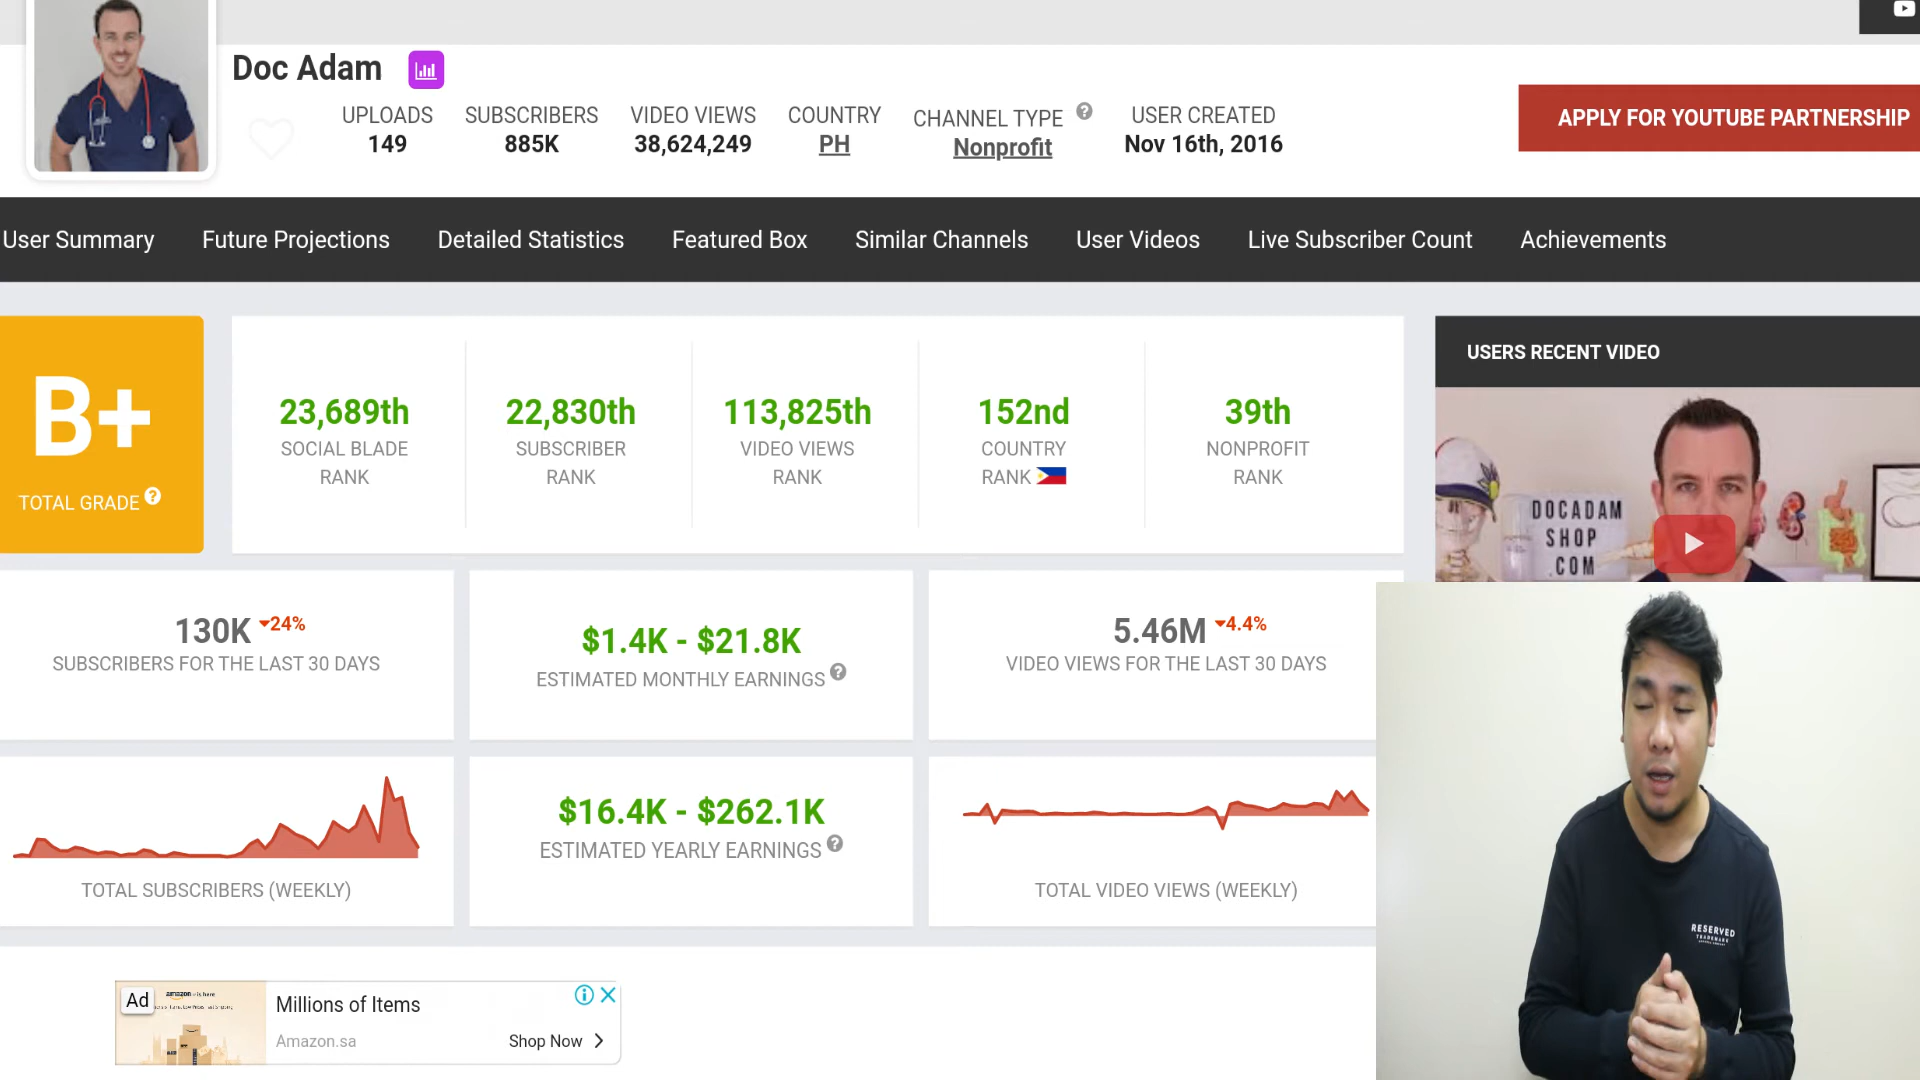 Doc Adam
UPLOADS
149
SUBSCRIBERS
885K
VIDEO VIEWS
38,624,249
COUNTRY
PH
CHANNEL TYPE
Nonprofit
USER CREATED
Nov 16th, 2016
APPLY FOR YOUTUBE PARTNERSHIP
User Summary
Future Projections
Detailed Statistics
Featured Box
Similar Channels
User Videos
Live Subscriber Count
Achievements
B+
TOTAL GRADE
23,689th
SOCIAL BLADE
RANK
22,830th
SUBSCRIBER
RANK
113,825th
VIDEO VIEWS
RANK
152nd
COUNTRY
RANK
39th
NONPROFIT
RANK
USERS RECENT VIDEO
DOCADAM
SHOP
.COM
130K 24%
SUBSCRIBERS FOR THE LAST 30 DAYS
$1.4K - $21.8K
ESTIMATED MONTHLY EARNINGS
5.46M 4.4%
VIDEO VIEWS FOR THE LAST 30 DAYS
TOTAL SUBSCRIBERS (WEEKLY)
$16.4K - $262.1K
ESTIMATED YEARLY EARNINGS
TOTAL VIDEO VIEWS (WEEKLY)
RESERVED
TRADEMARK
Ad
amazon is here
Millions of Items
Amazon.sa
Shop Now